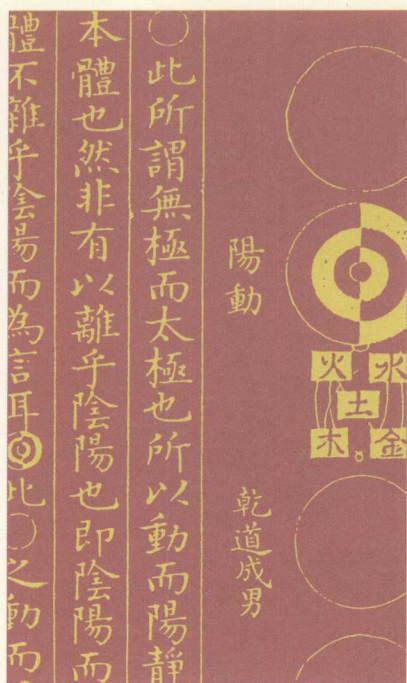 火 水
土
木 金
陽動
乾道成男
○此所謂無極而太極也所以動而陽靜
本體也然非有以離乎陰陽也即陰陽而
體不雜乎陰陽而為言耳◎此○之動而